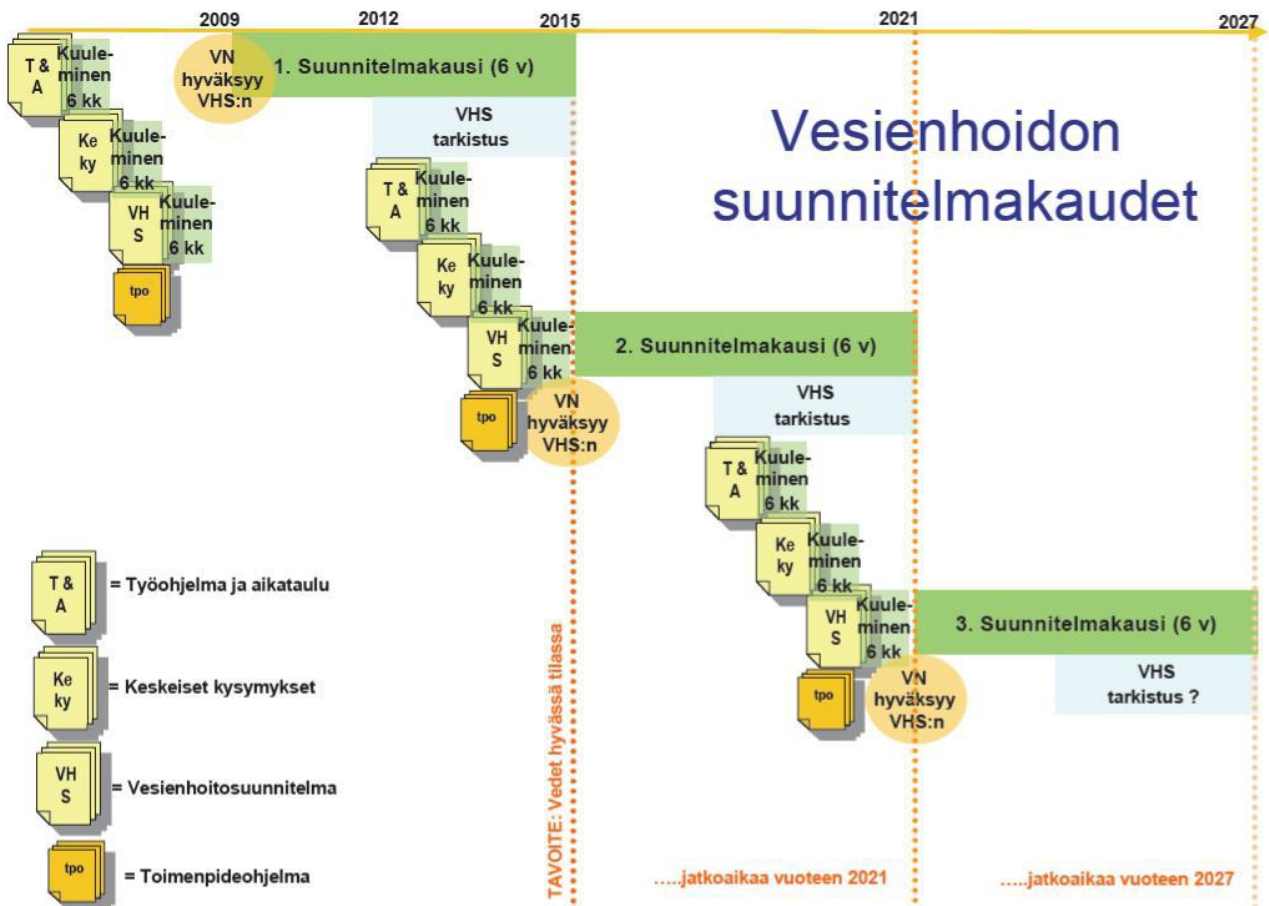 2009
2012
2015
2021
2027
T &
A
Kuule-
minen
6 kk
Ke
ky
Kuule-
minen
6 kk
VH
S
Kuule-
minen
6 kk
tpo
VN
hyväksyy
VHS:n
1. Suunnitelmakausi (6 v)
VHS
tarkistus
Vesienhoidon
suunnitelmakaudet
T &
A
Kuule-
minen
6 kk
Ke
ky
Kuule-
minen
6 kk
VH
S
Kuule-
minen
6 kk
tpo
VN
hyväksyy
VHS:n
2. Suunnitelmakausi (6 v)
VHS
tarkistus
T &
A
Kuule-
minen
6 kk
Ke
ky
Kuule-
minen
6 kk
VH
S
Kuule-
minen
6 kk
tpo
VN
hyväksyy
VHS:n
3. Suunnitelmakausi (6 v)
VHS
tarkistus ?
T &
A
= Työohjelma ja aikataulu
Ke
ky
= Keskeiset kysymykset
VH
S
= Vesienhoitosuunnitelma
tpo
= Toimenpideohjelma
TAVOITE: Vedet hyvässä tilassa
.....jatkoaikaa vuoteen 2021
.....jatkoaikaa vuoteen 2027